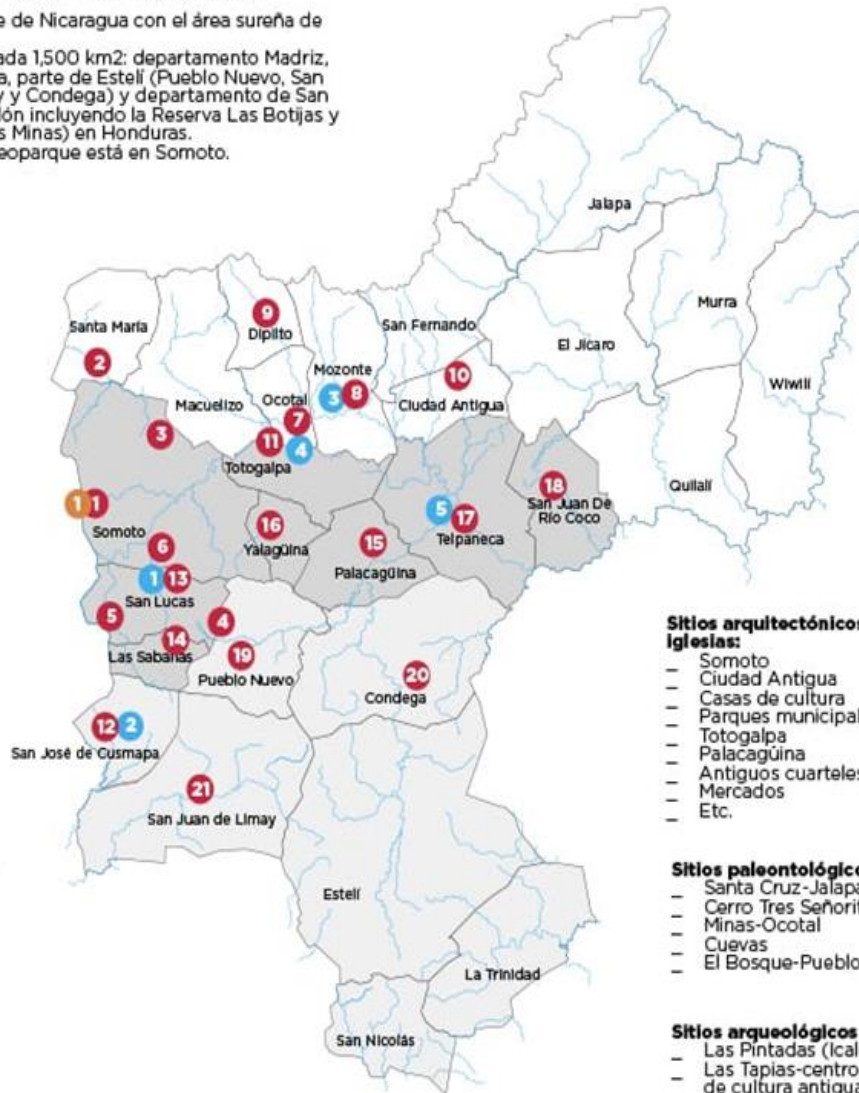 e de Nicaragua con el área sureña de
ada 1,500 km2: departamento Madriz,
a, parte de Estelí (Pueblo Nuevo, San
y y Condega) y departamento de San
lón incluyendo la Reserva Las Botijas y
s Minas) en Honduras.
eoparque está en Somoto.
Jalapa
Santa María
9
Dipilto
San Fernando
Murra
2
Mozonte
El Jícaro
3 8
10
Wiwilí
Macuelizo
Ocotal
Ciudad Antigua
7
3
11
4
Totogalpa
18
Quilalí
1 1
5
San Juan De
Río Coco
16
17
Somoto
Telpaneca
6
Yalagüina
15
1 13
Palacagüina
San Lucas
5
4
14
Las Sabanas
19
20
Pueblo Nuevo
Condega
12 2
San José de Cusmapa
21
San Juan de Limay
Estelí
La Trinidad
San Nicolás
Sitios arquitectónicos
iglesias:
_ Somoto
_ Ciudad Antigua
_ Casas de cultura
_ Parques municipal
_ Totogalpa
_ Palacagüina
_ Antiguos cuarteles
_ Mercados
_ Etc.
Sitios paleontológico
_ Santa Cruz-Jalapa
_ Cerro Tres Señorit
_ Minas-Ocotal
_ Cuevas
_ El Bosque-Pueblo
Sitios arqueológicos
_ Las Pintadas (Ical
_ Las Tapias-centro
de cultura antigua